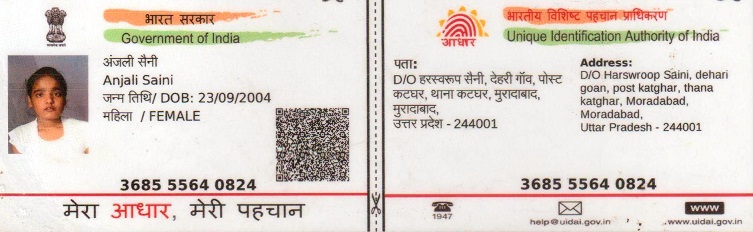 भारत सरकार
Government of India
अंजली सैनी
Anjali Saini
जन्म तिथि/ DOB: 23/09/2004
महिला / FEMALE
3685 5564 0824
मेरा आधार, मेरी पहचान
भारतीय विशिष्ट पहचान प्राधिकरण
आधार
Unique Identification Authority of India
पता:
D/O हरस्वरूप सैनी, देहरी गाँव, पोस्ट
कटघर, थाना कटघर, मुरादाबाद,
मुरादाबाद,
उत्तर प्रदेश - 244001
Address:
D/O Harswroop Saini, dehari
goan, post katghar, thana
katghar, Moradabad,
Moradabad,
Uttar Pradesh - 244001
3685 5564 0824
1947
help@uidai.gov.in
www
www.uidai.gov.in